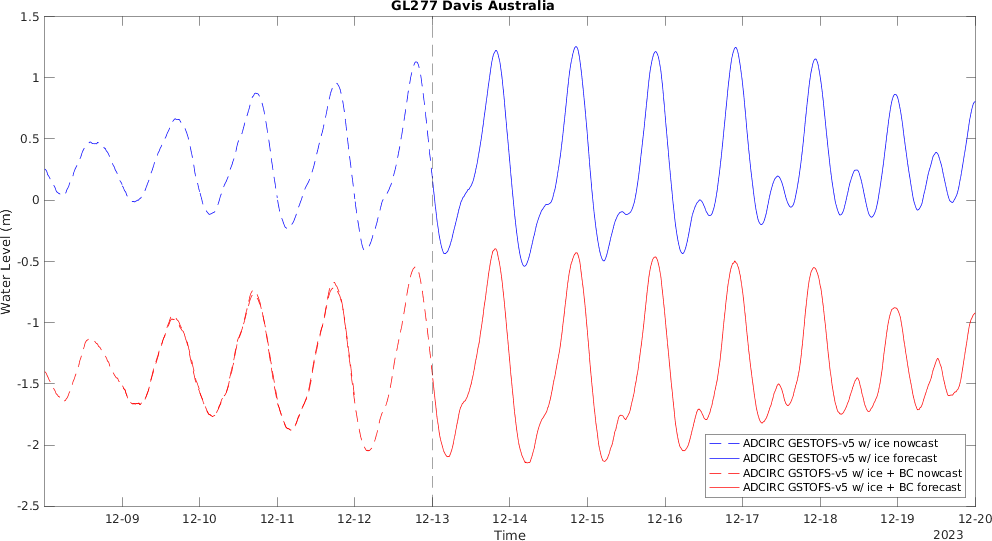 GL277 Davis Australia
Water Level (m)
1.5
1
0.5
0
-0.5
-1
-1.5
-2
-2.5
ADCIRC GESTOFS-v5 w/ ice nowcast
ADCIRC GESTOFS-v5 w/ ice forecast
ADCIRC GSTOFS-v5 w/ ice + BC nowcast
ADCIRC GSTOFS-v5 w/ ice + BC forecast
12-09 12-10 12-11 12-12 12-13 12-14 12-15 12-16 12-17 12-18 12-19 12-20
Time
2023